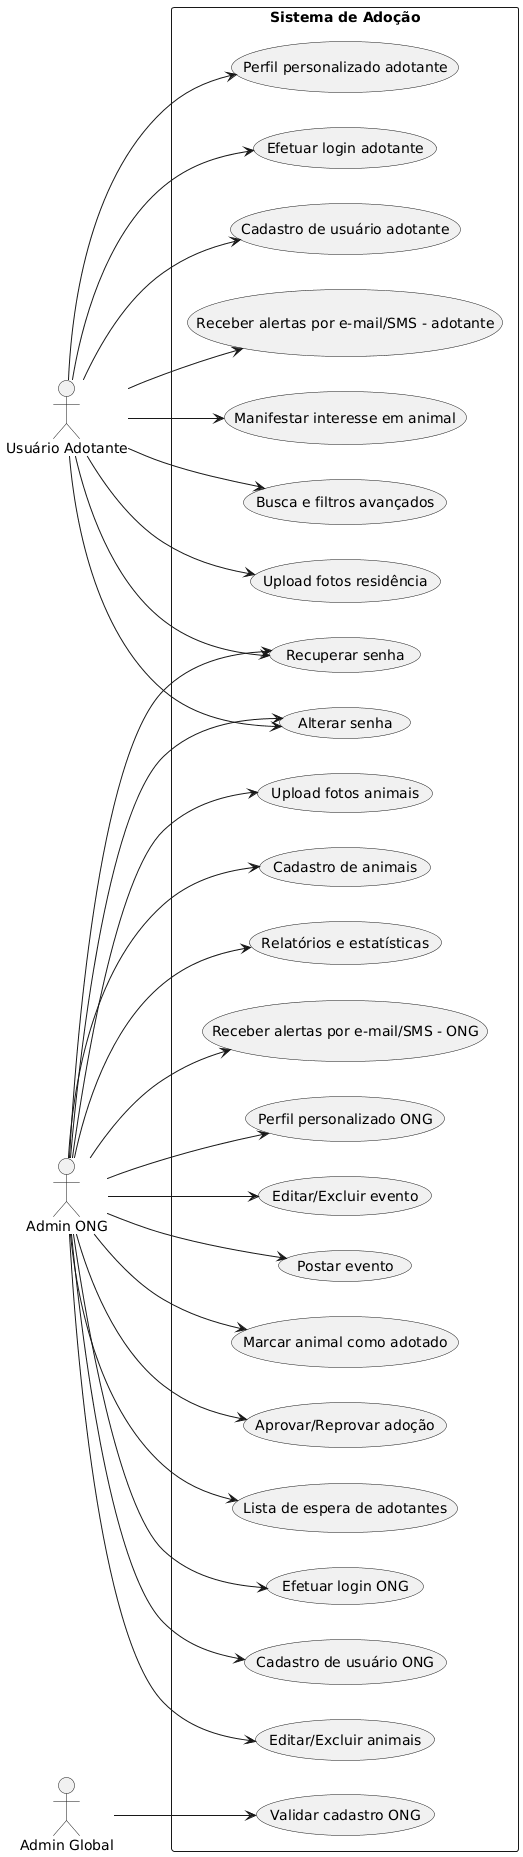 Sistema de Adoção
Perfil personalizado adotante
Efetuar login adotante
Cadastro de usuário adotante
Receber alertas por e-mail/SMS - adotante
Manifestar interesse em animal
Usuário Adotante
Busca e filtros avançados
Upload fotos residência
Recuperar senha
Alterar senha
Upload fotos animais
Cadastro de animais
Relatórios e estatísticas
Receber alertas por e-mail/SMS - ONG
Perfil personalizado ONG
Editar/Excluir evento
Admin ONG
Postar evento
Marcar animal como adotado
Aprovar/Reprovar adoção
Lista de espera de adotantes
Efetuar login ONG
Cadastro de usuário ONG
Editar/Excluir animais
Validar cadastro ONG
Admin Global